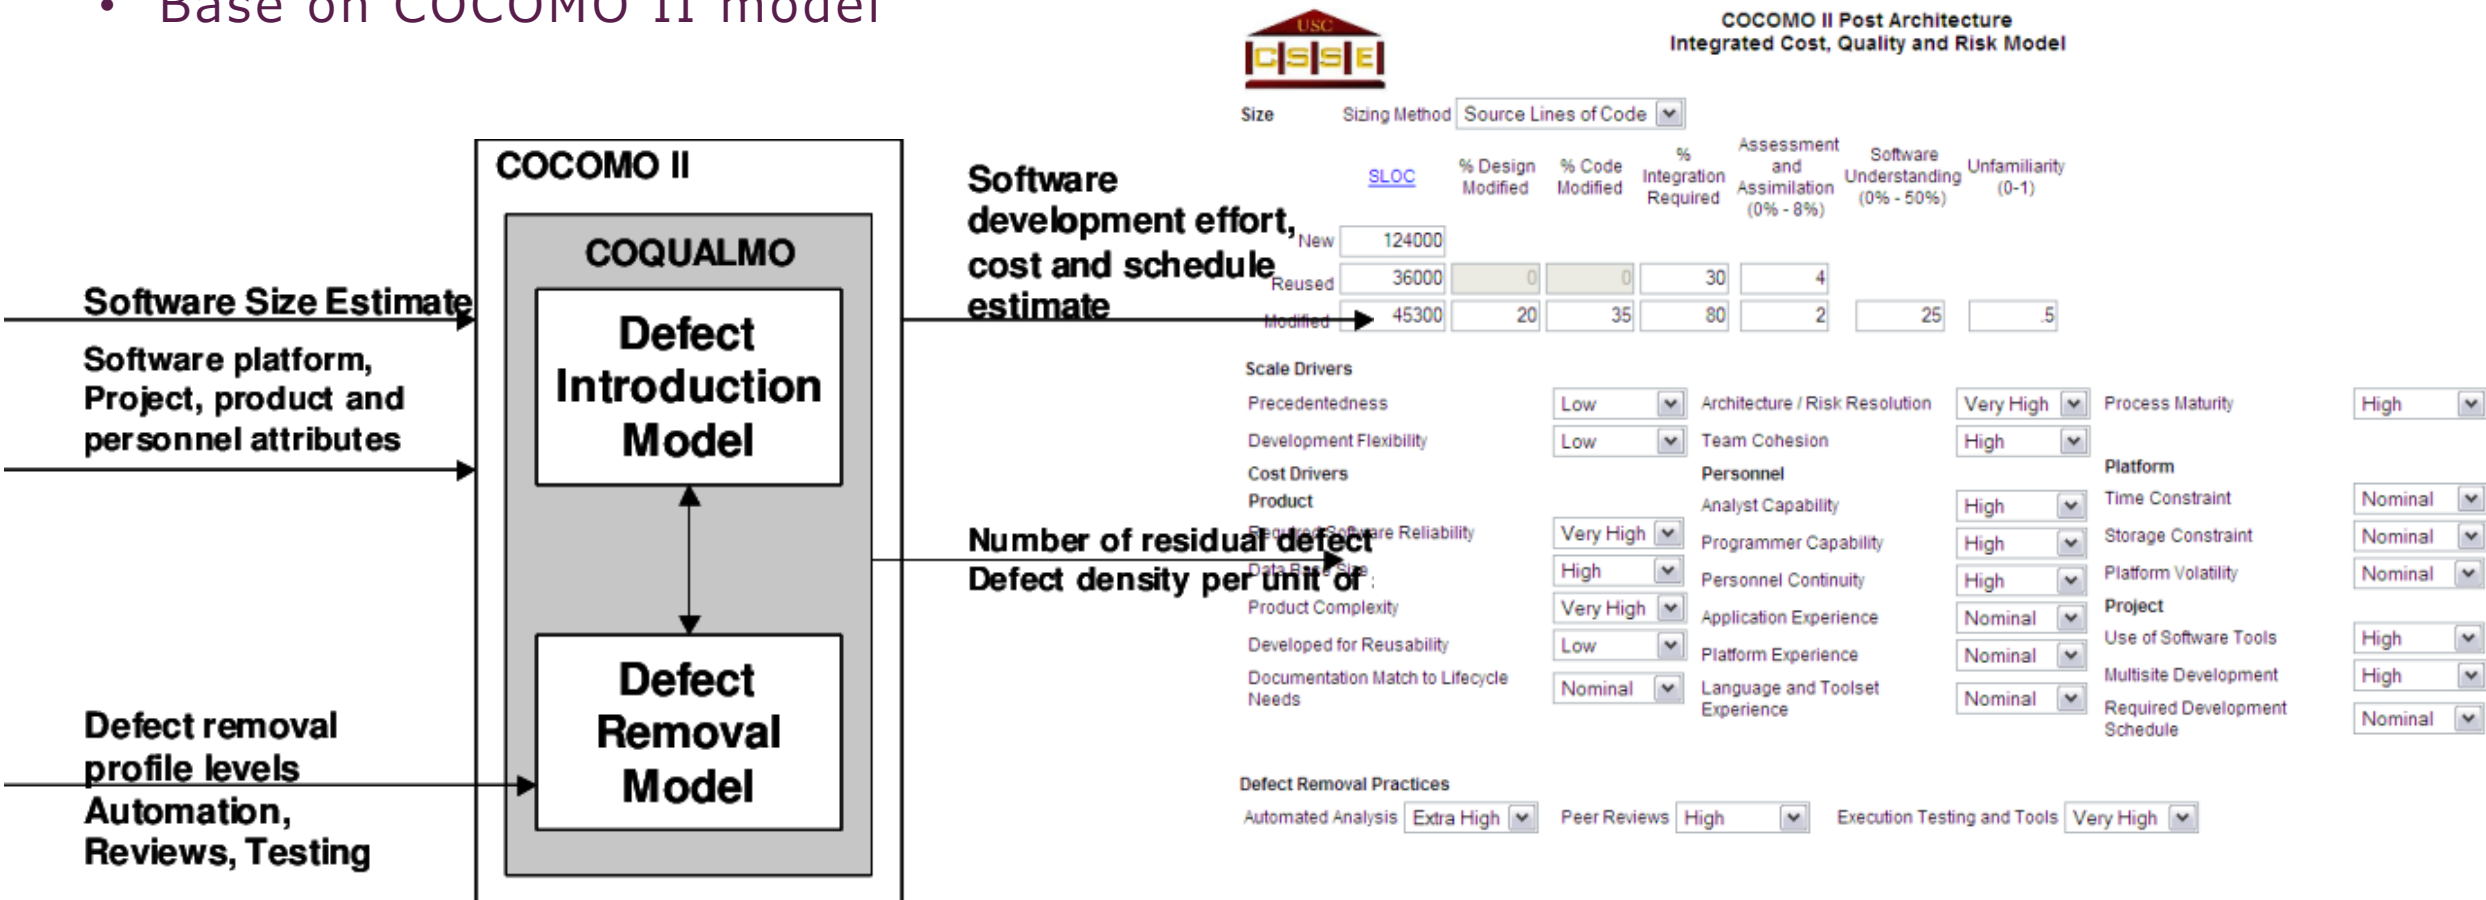 • Base on COCOMO II model
COCOMO II
COQUALMO
Defect
Introduction
Model
Defect
Removal
Model
Software Size Estimate
Software platform,
Project, product and
personnel attributes
Defect removal
profile levels
Automation,
Reviews, Testing
Software
development effort,
cost and schedule
estimate
Number of residual defect
Defect density per unit of
USC
CSSE
COCOMO II Post Architecture
Integrated Cost, Quality and Risk Model
Size Sizing Method Source Lines of Code
SLOC
% Design
Modified
% Code
Modified
%
Integration
Required
Assessment
and
Assimilation
(0% - 8%)
Software
Understanding
(0% - 50%)
Unfamiliarity
(0-1)
New 124000
Reused 36000 0 0 30 4
Modified 45300 20 35 80 2 25 .5
Scale Drivers
Precedentedness Low Architecture / Risk Resolution Very High Process Maturity High
Development Flexibility Low Team Cohesion High
Cost Drivers
Product
Required Software Reliability Very High
Data Base Size High
Product Complexity Very High
Developed for Reusability Low
Documentation Match to Lifecycle
Needs Nominal
Personnel
Analyst Capability High
Programmer Capability High
Personnel Continuity High
Application Experience Nominal
Platform Experience Nominal
Language and Toolset
Experience Nominal
Platform
Time Constraint Nominal
Storage Constraint Nominal
Platform Volatility Nominal
Project
Use of Software Tools High
Multisite Development High
Required Development
Schedule Nominal
Defect Removal Practices
Automated Analysis Extra High Peer Reviews High Execution Testing and Tools Very High